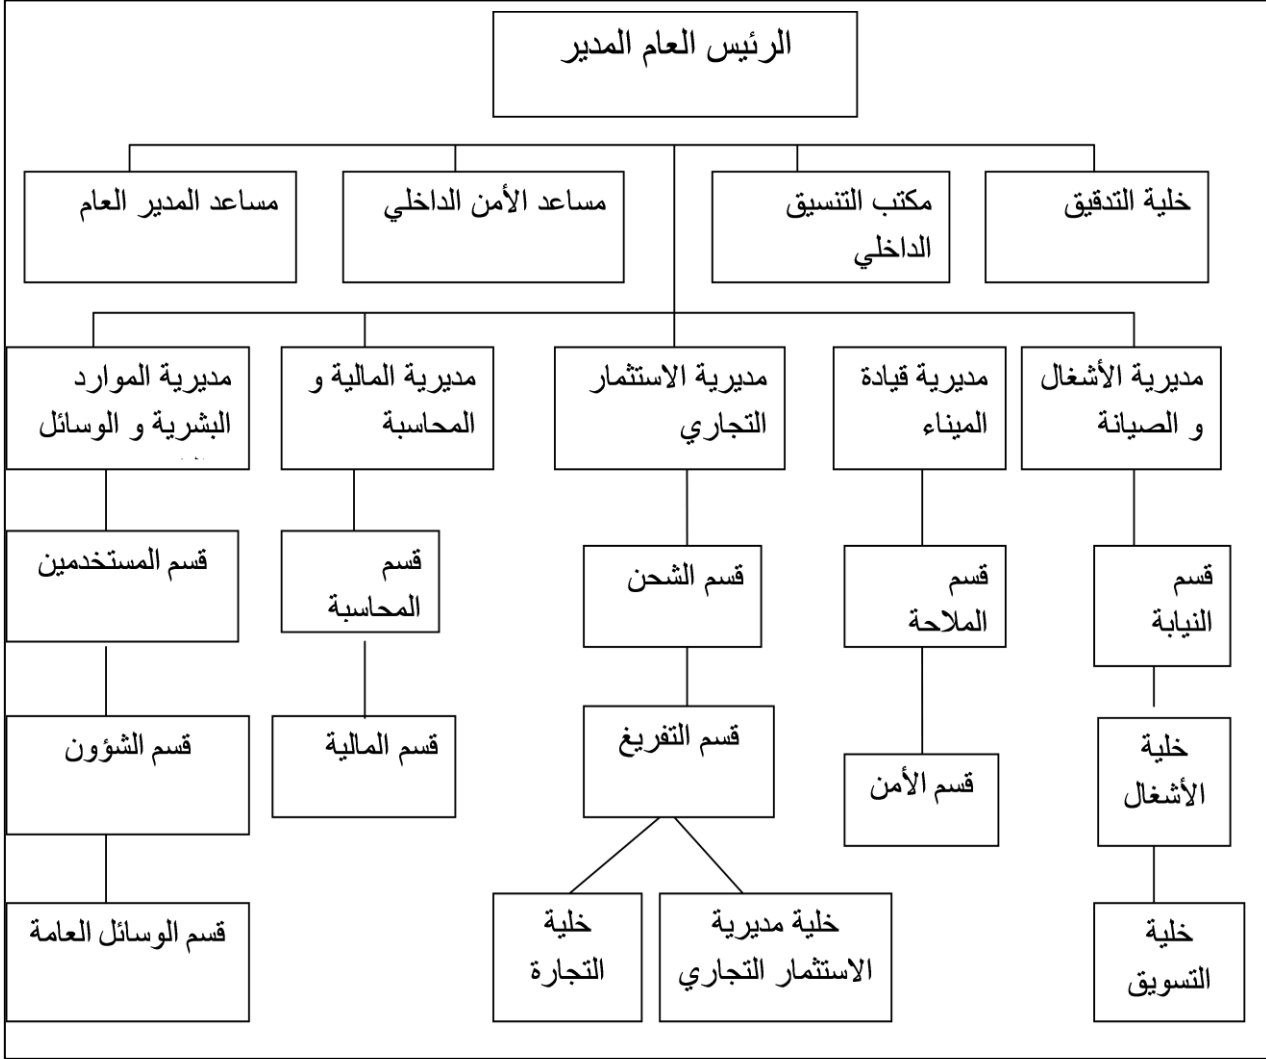 الرئيس العام المدير
خلية التدقيق
مكتب التنسيق
الداخلي
مساعد الأمن الداخلي
مساعد المدير العام
مديرية الأشغال
و الصيانة
مديرية قيادة
الميناء
مديرية الاستثمار
التجاري
مديرية المالية و
المحاسبة
مديرية الموارد
البشرية و الوسائل
قسم
النيابة
قسم
الملاحة
قسم الشحن
قسم
المحاسبة
قسم المستخدمين
خلية
الأشغال
قسم الأمن
قسم التفريغ
قسم المالية
قسم الشؤون
خلية
التسويق
خلية مديرية
الاستثمار التجاري
خلية
التجارة
قسم الوسائل العامة